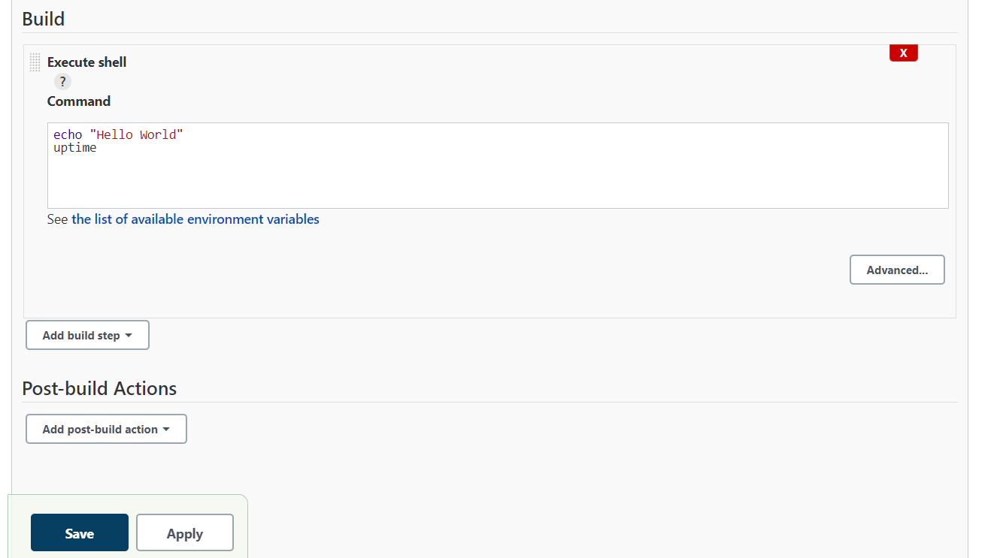 Build
X
Execute shell
?
Command
echo "Hello World"
uptime
See the list of available environment variables
Advanced...
Add build step
Post-build Actions
Add post-build action
Save
Apply